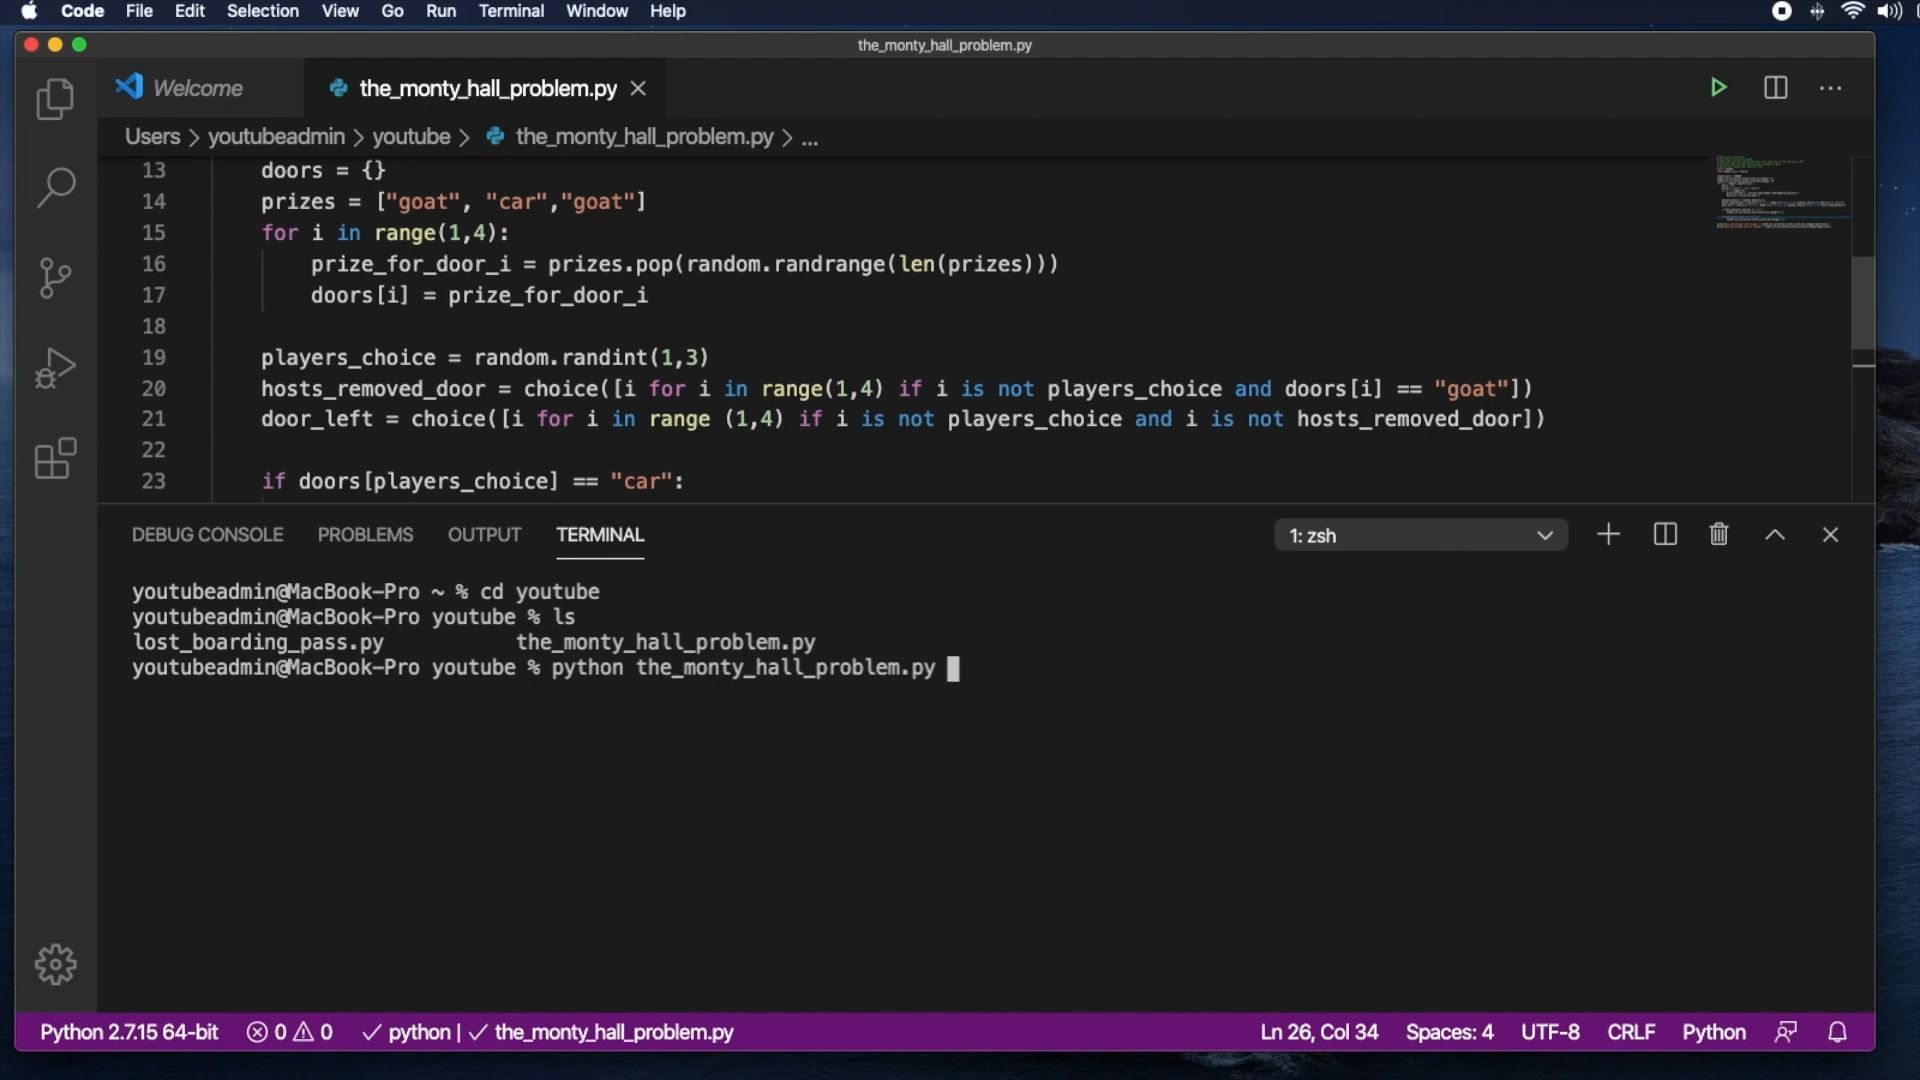 Code File Edit Selection View Go Run Terminal Window Help
the_monty_hall_problem.py
Welcome the_monty_hall_problem.py
Users > youtubeadmin > youtube > the_monty_hall_problem.py > ...
13 doors = {}
14 prizes = ["goat", "car","goat"]
15 for i in range(1,4):
16 prize_for_door_i = prizes.pop(random.randrange(len(prizes)))
17 doors[i] = prize_for_door_i
18
19 players_choice = random.randint(1,3)
20 hosts_removed_door = choice([i for i in range(1,4) if i is not players_choice and doors[i] == "goat"])
21 door_left = choice([i for i in range (1,4) if i is not players_choice and i is not hosts_removed_door])
22
23 if doors[players_choice] == "car":
DEBUG CONSOLE PROBLEMS OUTPUT TERMINAL 1: zsh
youtubeadmin@MacBook-Pro ~ % cd youtube
youtubeadmin@MacBook-Pro youtube % ls
lost_boarding_pass.py the_monty_hall_problem.py
youtubeadmin@MacBook-Pro youtube % python the_monty_hall_problem.py
Python 2.7.15 64-bit 0 0 python | the_monty_hall_problem.py Ln 26, Col 34 Spaces: 4 UTF-8 CRLF Python